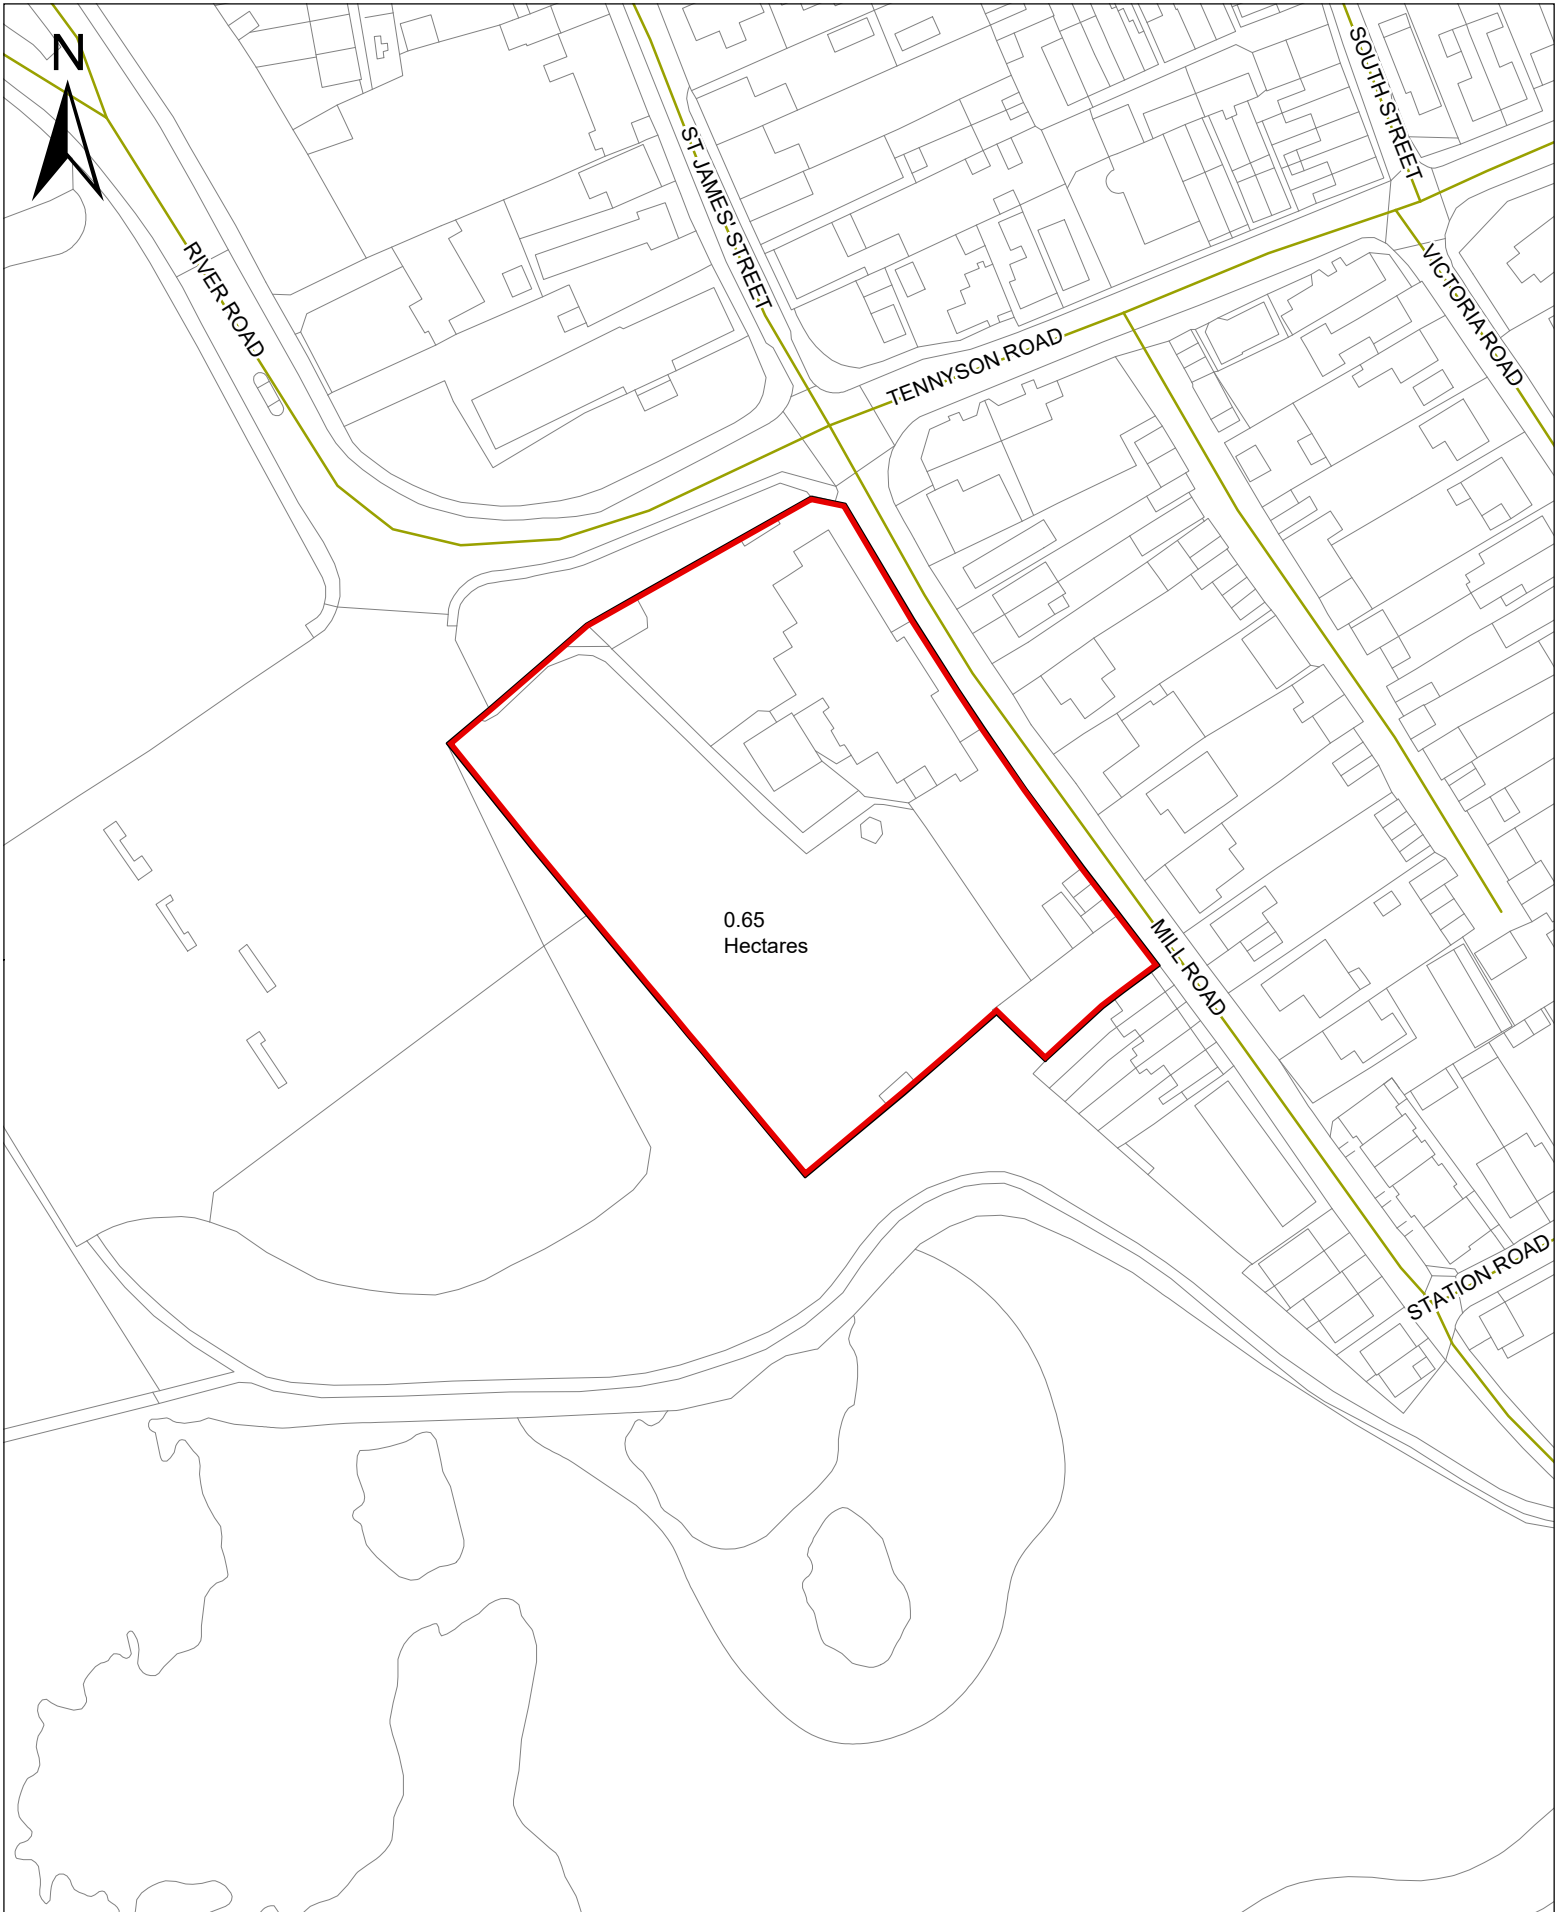 N
SOUTH STREET
ST JAMES' STREET
RIVER ROAD
VICTORIA ROAD
TENNYSON ROAD
0.65
Hectares
MILL ROAD
STATION ROAD